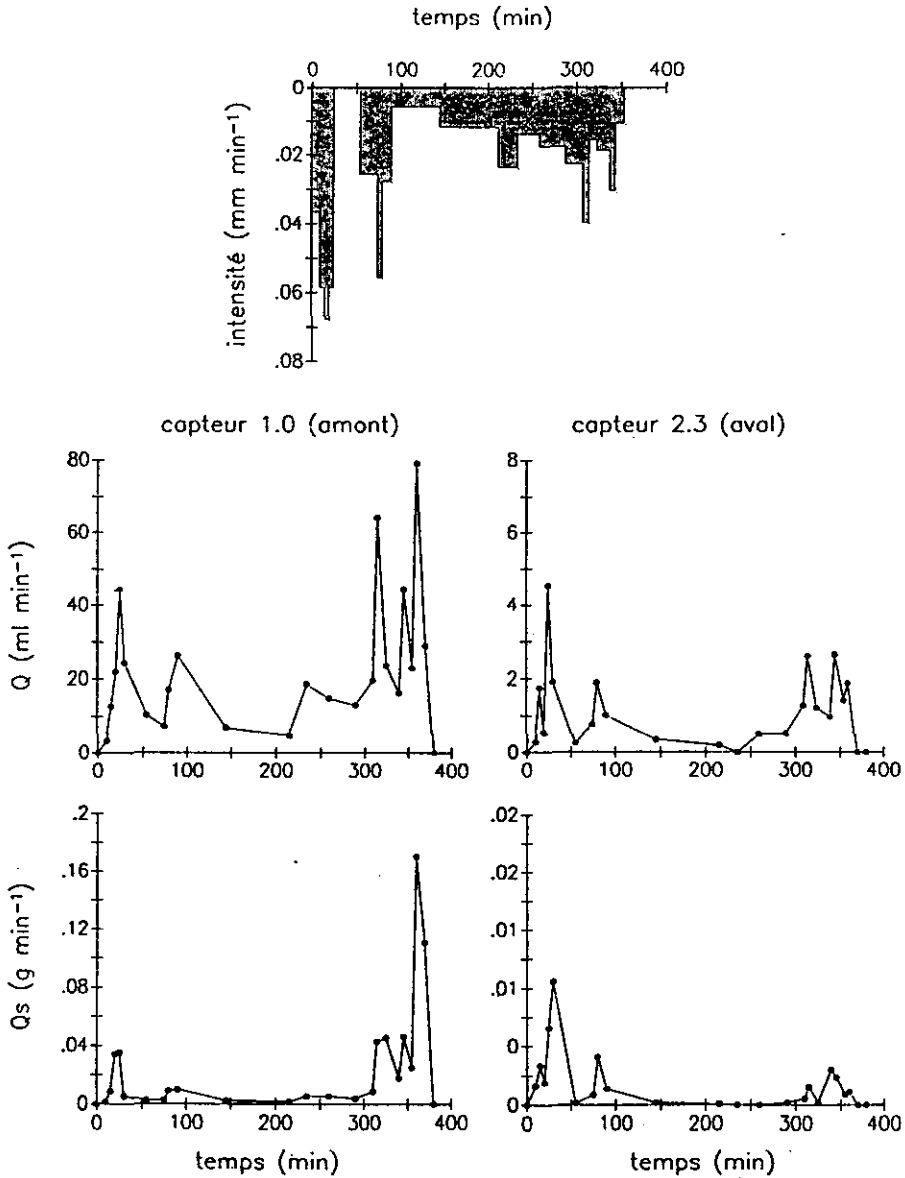 temps (min)
0 100 200 300 400
0
.02
.04
.06
.08
intensité (mm min⁻¹)
capteur 1.0 (amont)
capteur 2.3 (aval)
80
60
40
20
0
Q (ml min⁻¹)
0 100 200 300 400
8
6
4
2
0
0 100 200 300 400
.2
.16
.12
.08
.04
0
Qs (g min⁻¹)
0 100 200 300 400
temps (min)
.02
.02
.01
.01
0
0
0 100 200 300 400
temps (min)